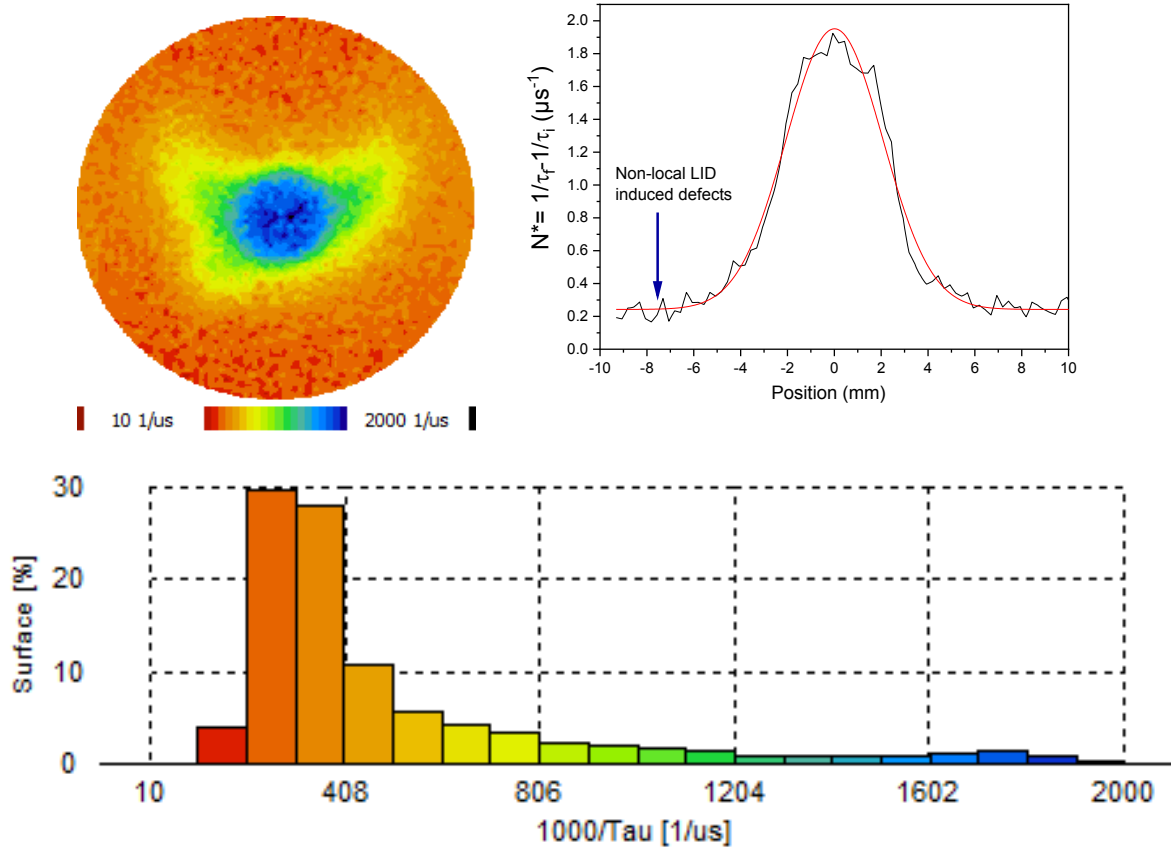 10 1/us
2000 1/us
N*= 1/τf-1/τi (µs-1)
2.0
1.8
1.6
1.4
1.2
1.0
0.8
0.6
0.4
0.2
0.0
Non-local LID
induced defects
-10 -8 -6 -4 -2 0 2 4 6 8 10
Position (mm)
Surface [%]
30
20
10
0
10 408 806 1204 1602 2000
1000/Tau [1/us]